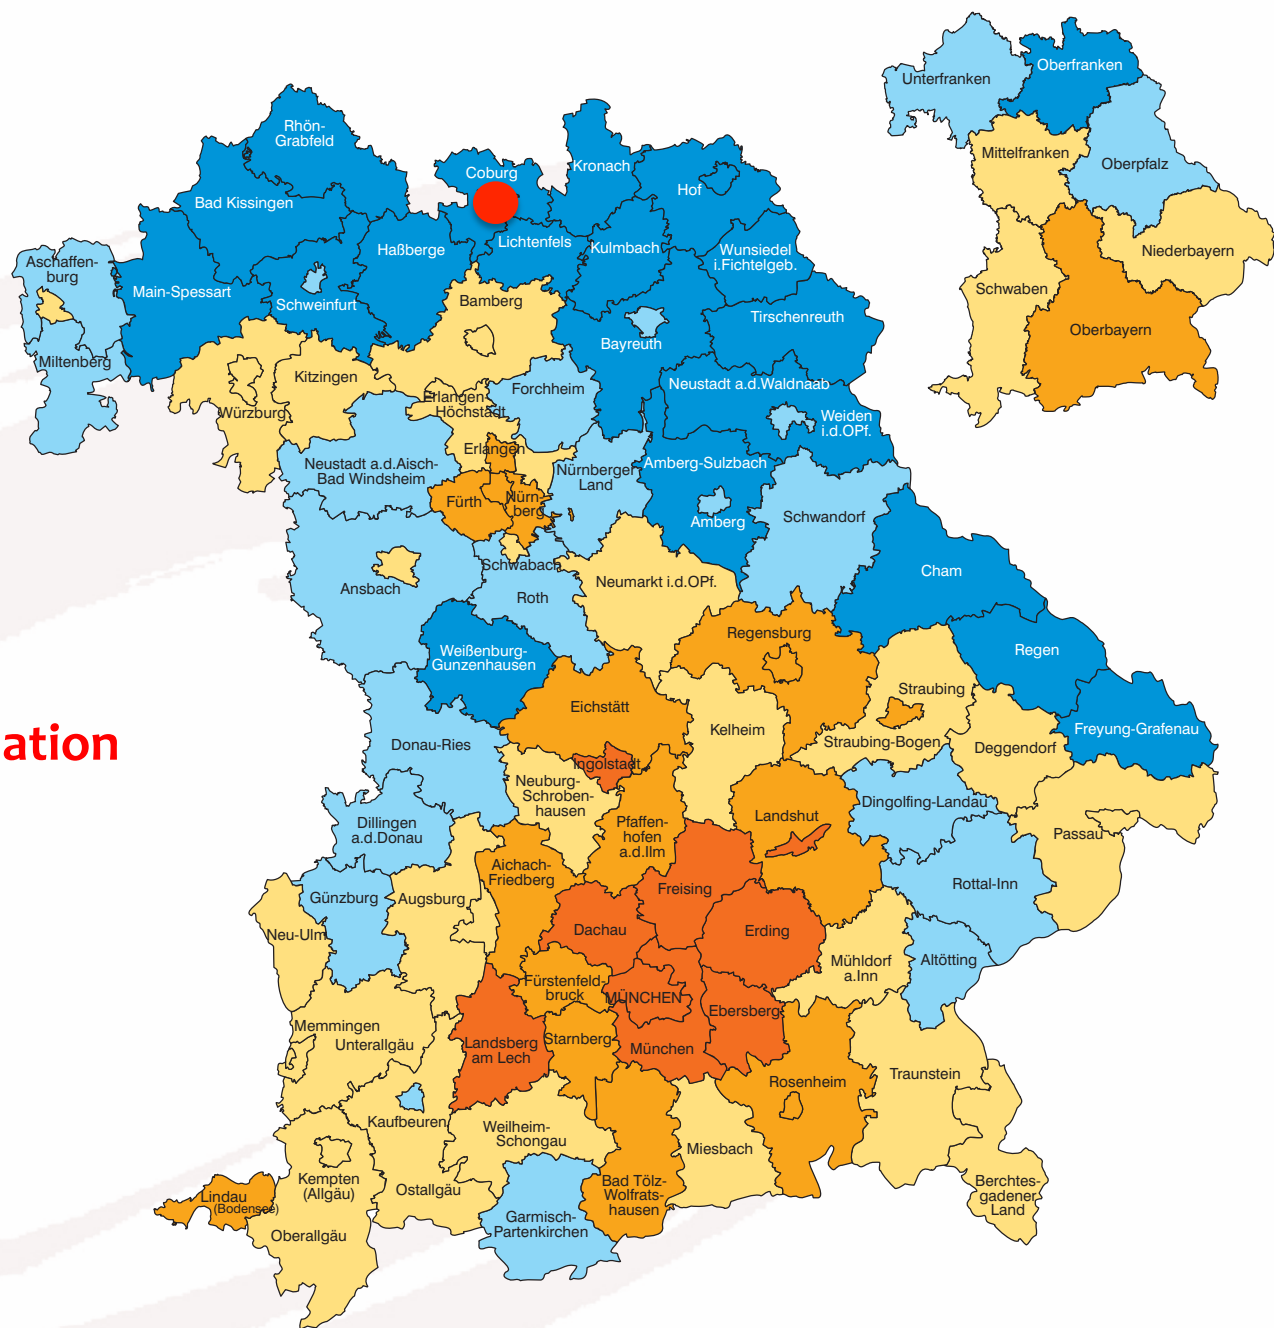 Unterfranken
Oberfranken
Mittelfranken
Oberpfalz
Niederbayern
Schwaben
Oberbayern
Rhön-
Grabfeld
Bad Kissingen
Coburg
Kronach
Hof
Lichtenfels
Kulmbach
Wunsiedel
i.Fichtelgeb.
Haßberge
Aschaffen-
burg
Main-Spessart
Schweinfurt
Bamberg
Tirschenreuth
Bayreuth
Miltenberg
Kitzingen
Würzburg
Forchheim
Erlangen-
Höchstadt
Neustadt a.d.Waldnaab
Weiden
i.d.OPf.
Erlangen
Neustadt a.d.Aisch-
Bad Windsheim
Nürnberger
Land
Amberg-Sulzbach
Fürth
Nürn-
berg
Amberg
Schwandorf
Schwabach
Ansbach
Roth
Neumarkt i.d.OPf.
Cham
Regensburg
Weißenburg-
Gunzenhausen
Regen
Straubing
Eichstätt
Kelheim
Freyung-Grafenau
ation
Donau-Ries
Straubing-Bogen
Deggendorf
Ingolstadt
Neuburg-
Schroben-
hausen
Dingolfing-Landau
Landshut
Pfaffen-
hofen
a.d.Ilm
Dillingen
a.d.Donau
Passau
Aichach-
Friedberg
Freising
Rottal-Inn
Günzburg
Augsburg
Neu-Ulm
Dachau
Erding
Mühldorf
a.Inn
Altötting
Fürstenfeld-
bruck
MÜNCHEN
Ebersberg
Memmingen
Unterallgäu
Landsberg
am Lech
Starnberg
München
Rosenheim
Traunstein
Kaufbeuren
Weilheim-
Schongau
Miesbach
Kempten
(Allgäu)
Ostallgäu
Bad Tölz-
Wolfrats-
hausen
Berchtes-
gadener
Land
Lindau
(Bodensee)
Garmisch-
Partenkirchen
Oberallgäu